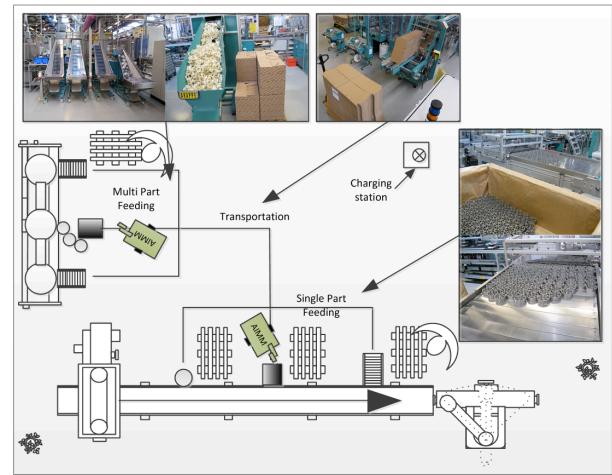 Multi Part
Feeding
AIMM
Transportation
Charging
station
Single Part
Feeding
AIMM